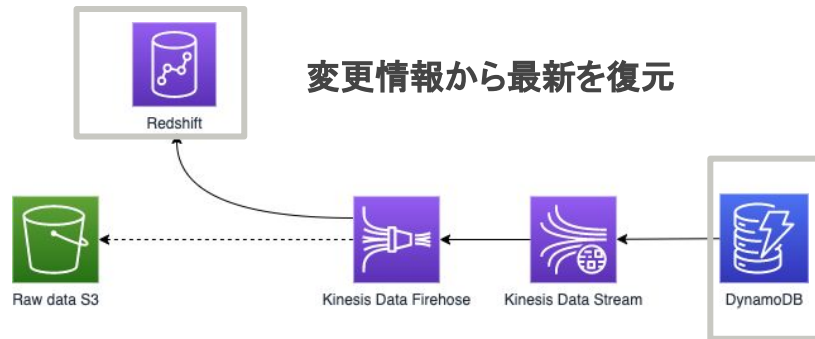 変更情報から最新を復元
Redshift
Raw data S3
Kinesis Data Firehose
Kinesis Data Stream
DynamoDB